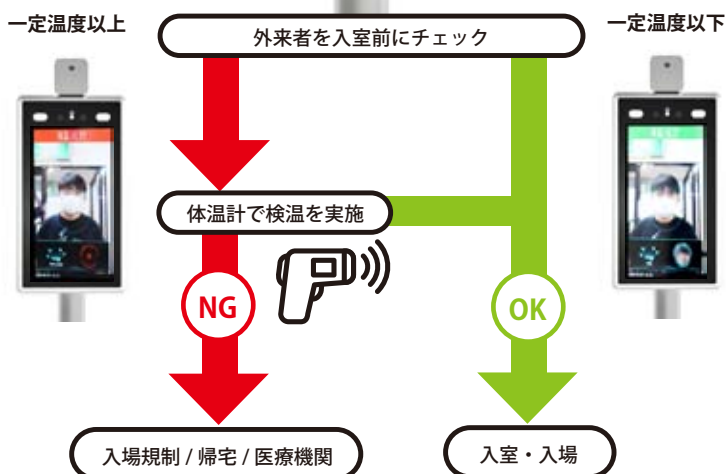 一定温度以上
外来者を入室前にチェック
一定温度以下
体温計で検温を実施
NG
OK
入場規制 / 帰宅 / 医療機関
入室・入場